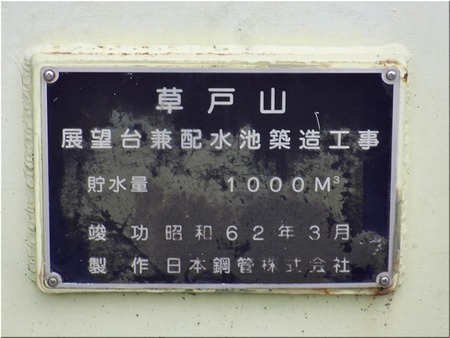 草戸山
展望台兼配水池築造工事
貯水量 1000M³
竣功 昭和62年3月
製作 日本鋼管株式会社